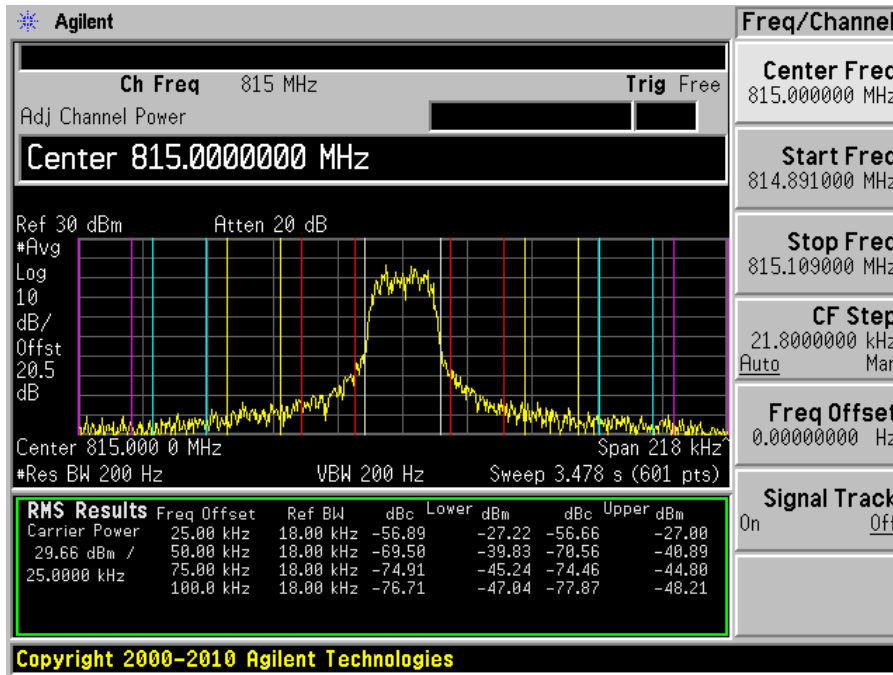 Agilent
Freq/Channel
Ch Freq 815 MHz Trig Free
Adj Channel Power
Center 815.0000000 MHz
Ref 30 dBm Atten 20 dB
#Avg
Log
10
dB/
Offst
20.5
dB
Center 815.000 0 MHz Span 218 kHz^
#Res BW 200 Hz VBW 200 Hz Sweep 3.478 s (601 pts)
RMS Results Freq Offset Ref BW dBc Lower dBm dBc Upper dBm
Carrier Power 25.00 kHz 18.00 kHz -56.89 -27.22 -56.66 -27.00
29.66 dBm / 50.00 kHz 18.00 kHz -69.50 -39.83 -70.56 -40.89
25.0000 kHz 75.00 kHz 18.00 kHz -74.91 -45.24 -74.46 -44.80
100.0 kHz 18.00 kHz -76.71 -47.04 -77.87 -48.21
Copyright 2000-2010 Agilent Technologies
Center Freq
815.000000 MHz
Start Freq
814.891000 MHz
Stop Freq
815.109000 MHz
CF Step
21.8000000 kHz
Auto Man
Freq Offset
0.00000000 Hz
Signal Track
On Off